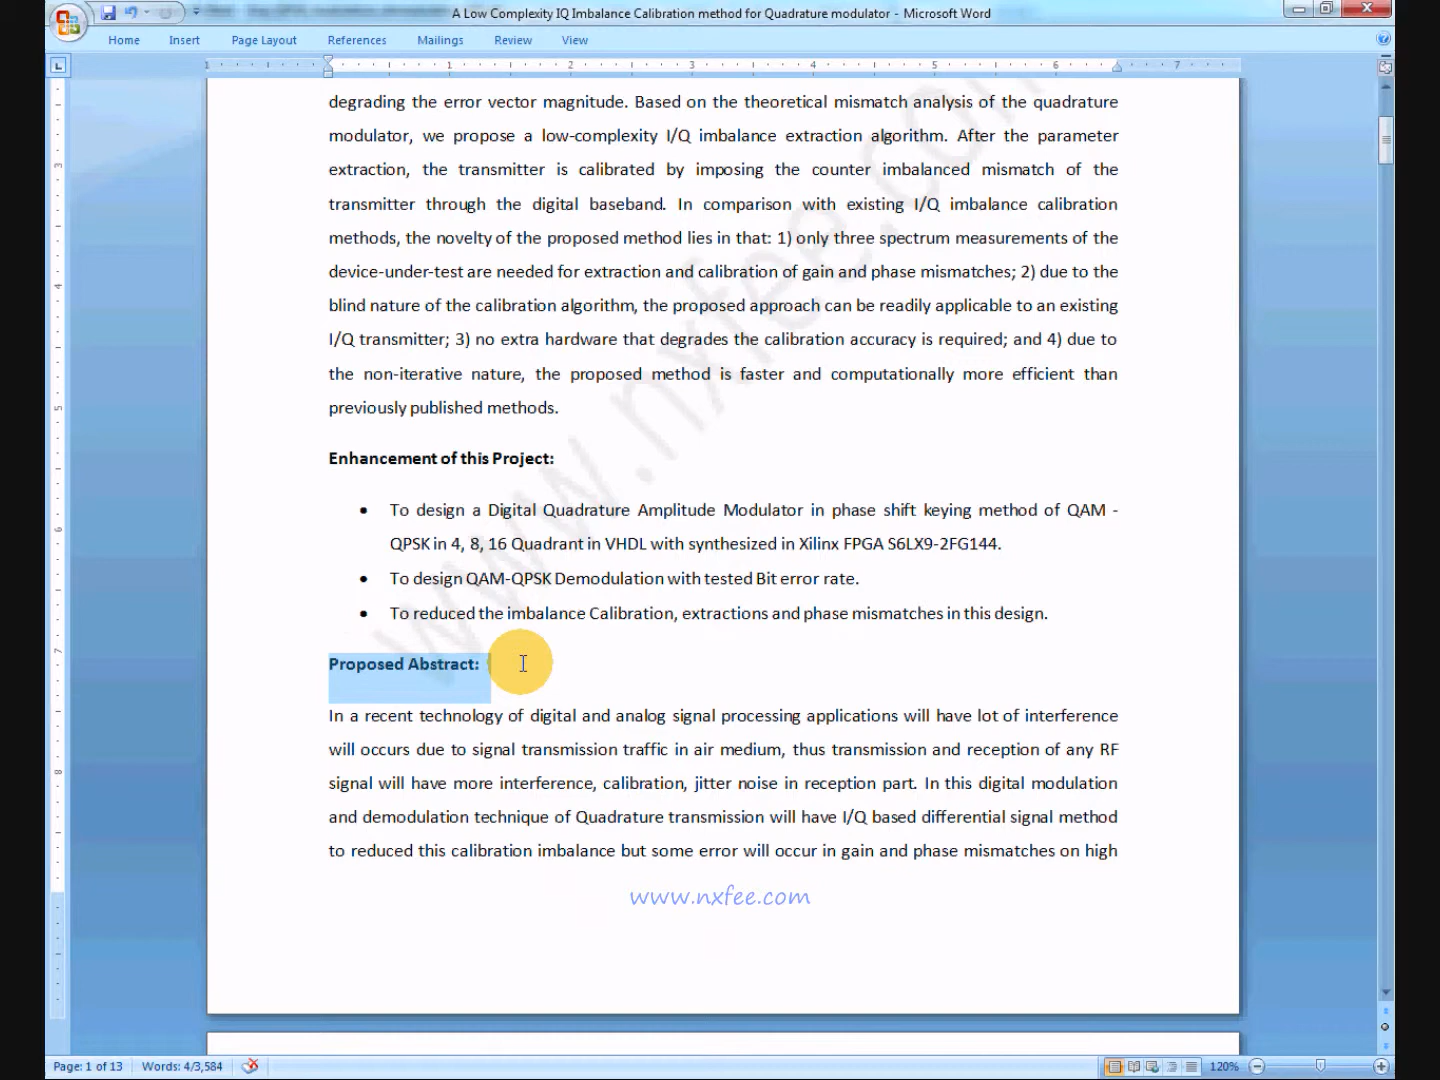 A Low Complexity IQ Imbalance Calibration method for Quadrature modulator - Microsoft Word
Home Insert Page Layout References Mailings Review View
1 1 2 3 4 5 6 7
degrading the error vector magnitude. Based on the theoretical mismatch analysis of the quadrature
modulator, we propose a low-complexity I/Q imbalance extraction algorithm. After the parameter
extraction, the transmitter is calibrated by imposing the counter imbalanced mismatch of the
transmitter through the digital baseband. In comparison with existing I/Q imbalance calibration
methods, the novelty of the proposed method lies in that: 1) only three spectrum measurements of the
device-under-test are needed for extraction and calibration of gain and phase mismatches; 2) due to the
blind nature of the calibration algorithm, the proposed approach can be readily applicable to an existing
I/Q transmitter; 3) no extra hardware that degrades the calibration accuracy is required; and 4) due to
the non-iterative nature, the proposed method is faster and computationally more efficient than
previously published methods.
Enhancement of this Project:
• To design a Digital Quadrature Amplitude Modulator in phase shift keying method of QAM -
QPSK in 4, 8, 16 Quadrant in VHDL with synthesized in Xilinx FPGA S6LX9-2FG144.
• To design QAM-QPSK Demodulation with tested Bit error rate.
• To reduced the imbalance Calibration, extractions and phase mismatches in this design.
Proposed Abstract:
In a recent technology of digital and analog signal processing applications will have lot of interference
will occurs due to signal transmission traffic in air medium, thus transmission and reception of any RF
signal will have more interference, calibration, jitter noise in reception part. In this digital modulation
and demodulation technique of Quadrature transmission will have I/Q based differential signal method
to reduced this calibration imbalance but some error will occur in gain and phase mismatches on high
www.nxfee.com
www.nxfee.com
Page: 1 of 13 Words: 4/3,584 120%